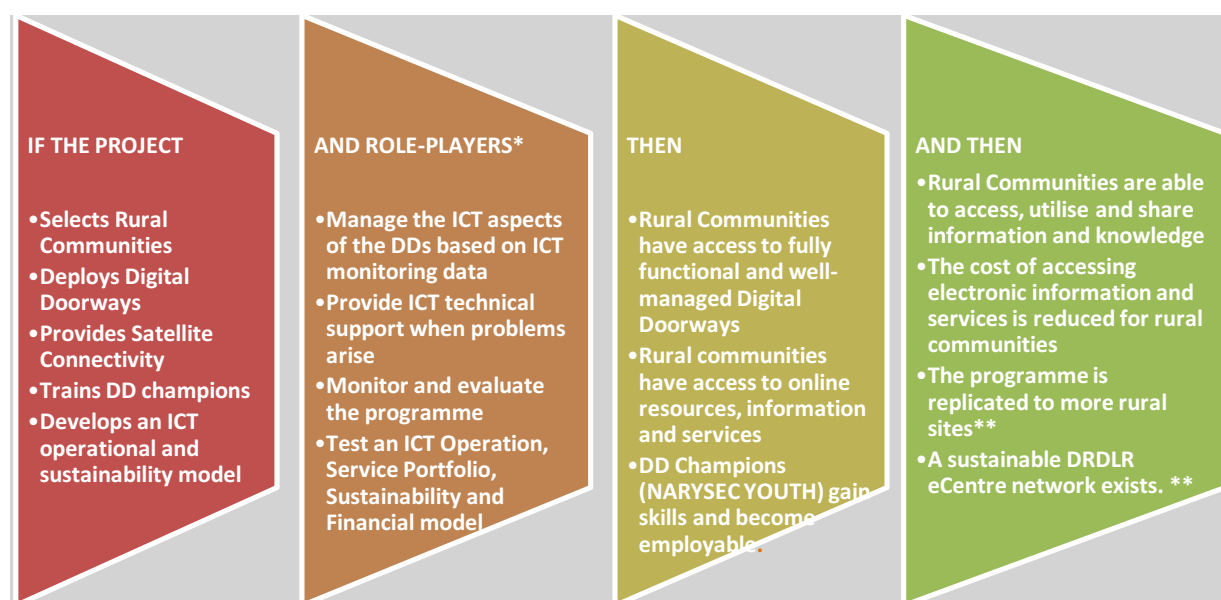 IF THE PROJECT
•Selects Rural
Communities
•Deploys Digital
Doorways
•Provides Satellite
Connectivity
•Trains DD champions
•Develops an ICT
operational and
sustainability model
AND ROLE-PLAYERS*
•Manage the ICT aspects
of the DDs based on ICT
monitoring data
•Provide ICT technical
support when problems
arise
•Monitor and evaluate
the programme
•Test an ICT Operation,
Service Portfolio,
Sustainability and
Financial model
THEN
•Rural Communities
have access to fully
functional and well-
managed Digital
Doorways
•Rural communities
have access to online
resources, information
and services
•DD Champions
(NARYSEC YOUTH) gain
skills and become
employable.
AND THEN
•Rural Communities are able
to access, utilise and share
information and knowledge
•The cost of accessing
electronic information and
services is reduced for rural
communities
•The programme is
replicated to more rural
sites**
•A sustainable DRDLR
eCentre network exists. **